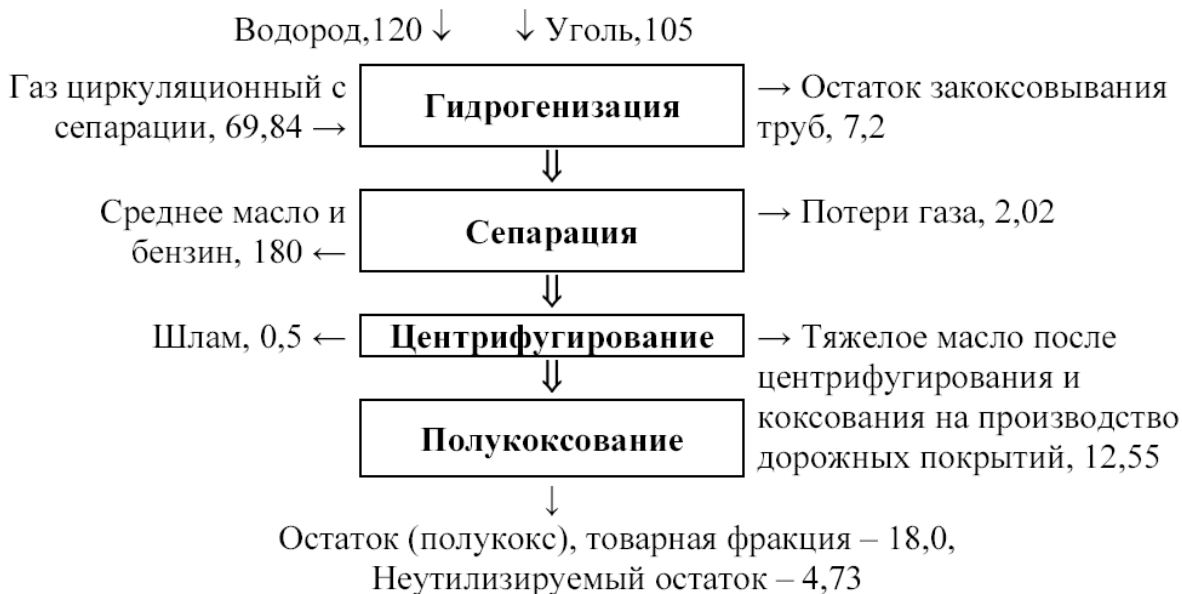 Водород,120 ↓ ↓ Уголь,105
Газ циркуляционный с
сепарации, 69,84 →
Гидрогенизация
→ Остаток закоксовывания
труб, 7,2
⇓
Среднее масло и
бензин, 180 ←
Сепарация
→ Потери газа, 2,02
⇓
Шлам, 0,5 ←
Центрифугирование
→ Тяжелое масло после
центрифугирования и
коксования на производство
дорожных покрытий, 12,55
⇓
Полукоксование
↓
Остаток (полукокс), товарная фракция – 18,0,
Неутилизируемый остаток – 4,73